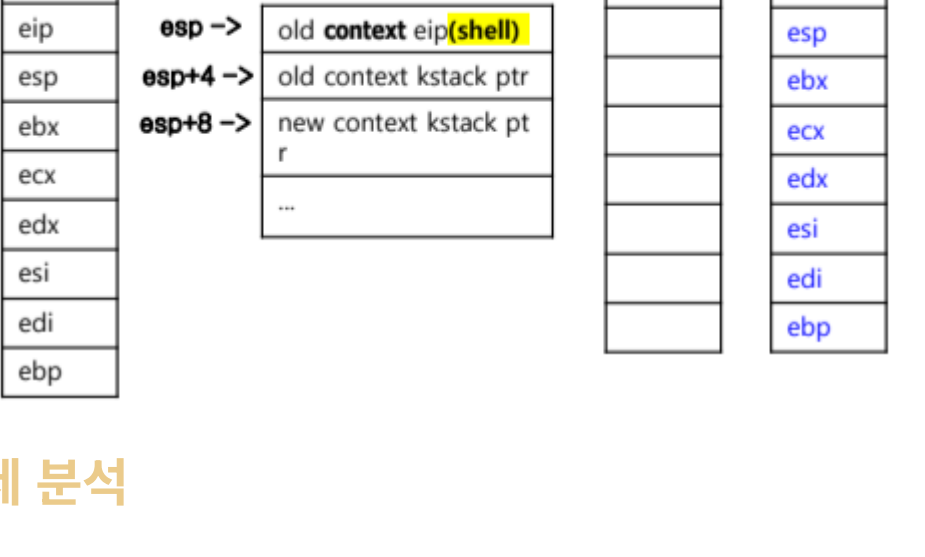 eip
esp
ebx
ecx
edx
esi
edi
ebp
esp ->
esp+4 ->
esp+8 ->
old context eip(shell)
old context kstack ptr
new context kstack pt
r
...
esp
ebx
ecx
edx
esi
edi
ebp
분석